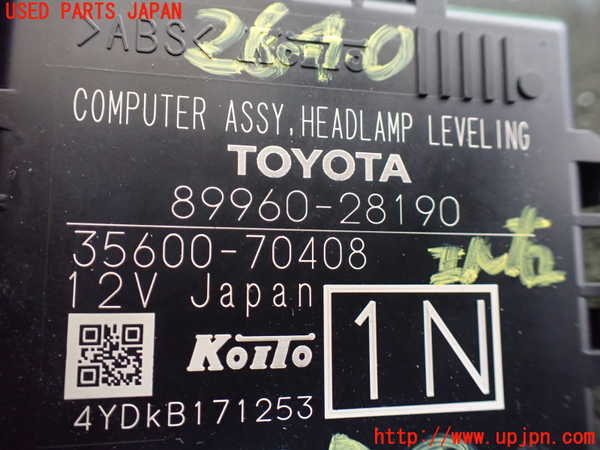 USED PARTS JAPAN
>ABS< KOITO
2640
COMPUTER ASSY,HEADLAMP LEVELING
TOYOTA
89960-28190
35600-70408
12V Japan
1N
KOITO
4YDkB171253
http://www.upjpn.com